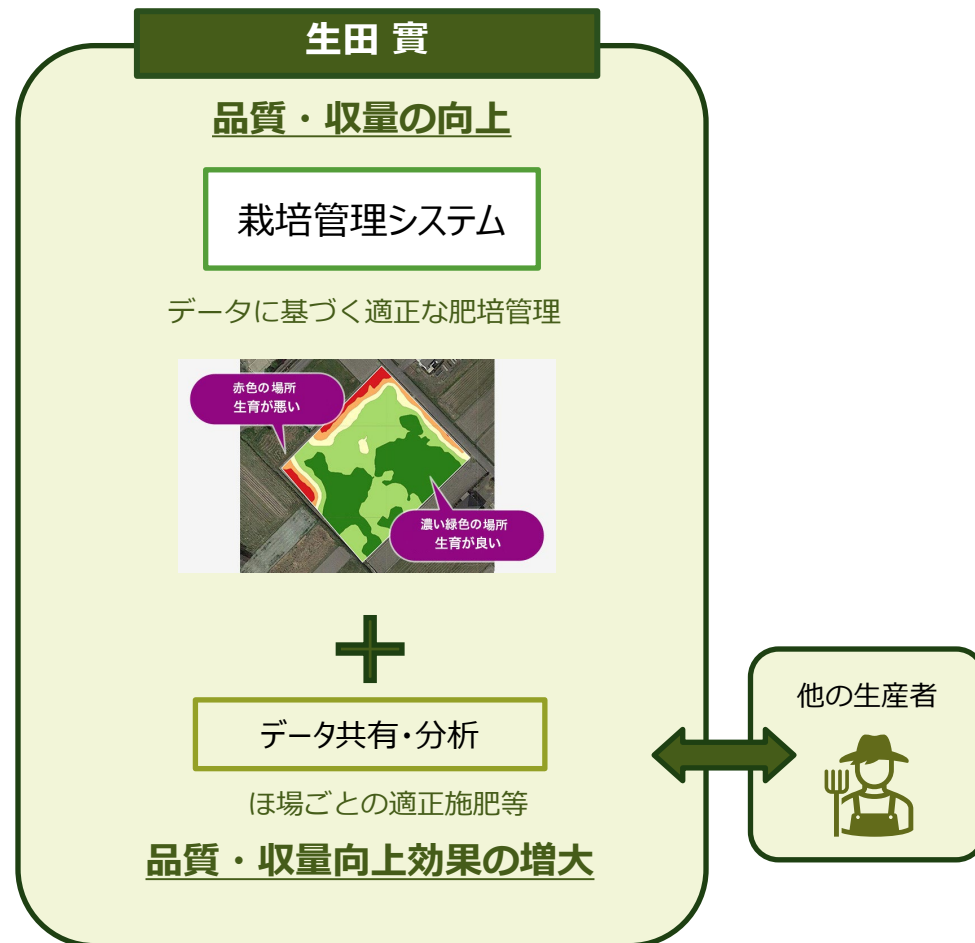 生田 實
品質・収量の向上
栽培管理システム
データに基づく適正な肥培管理
赤色の場所
生育が悪い
濃い緑色の場所
生育が良い
データ共有・分析
ほ場ごとの適正施肥等
品質・収量向上効果の増大
他の生産者